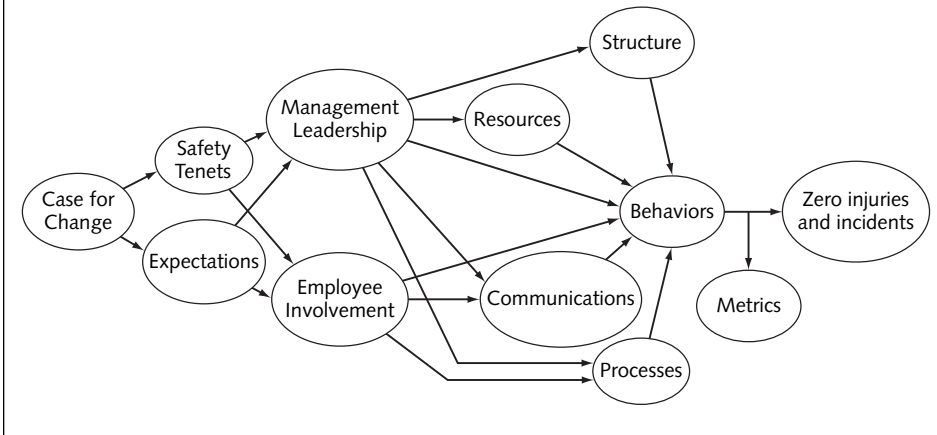 Structure
Management
Leadership
Resources
Safety
Tenets
Case for
Change
Behaviors
Zero injuries
and incidents
Expectations
Employee
Involvement
Communications
Metrics
Processes